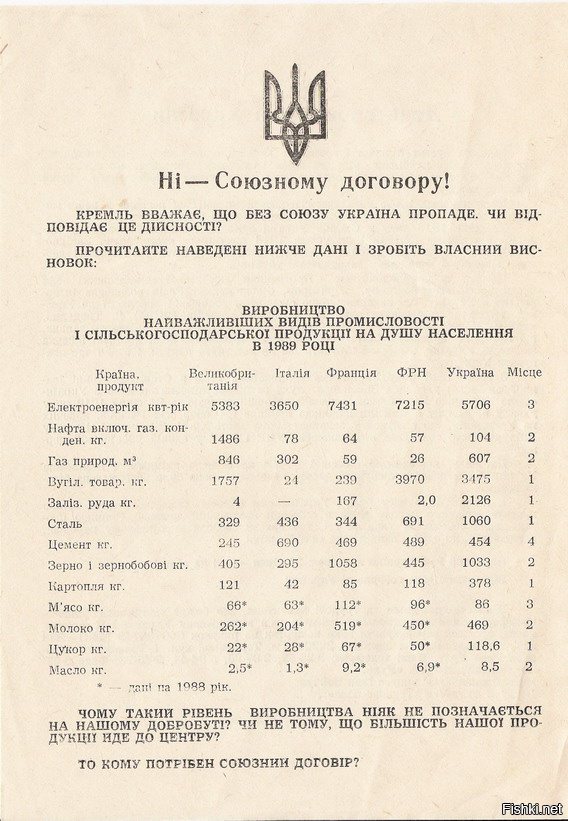 Ні — Союзному договору!
КРЕМЛЬ ВВАЖАЄ, ЩО БЕЗ СОЮЗУ УКРАЇНА ПРОПАДЕ. ЧИ ВІД-
ПОВІДАЄ ЦЕ ДІЙСНОСТІ?
ПРОЧИТАЙТЕ НАВЕДЕНІ НИЖЧЕ ДАНІ І ЗРОБІТЬ ВЛАСНИЙ ВИС-
НОВОК:
ВИРОБНИЦТВО
НАЙВАЖЛИВІШИХ ВИДІВ ПРОМИСЛОВОСТІ
І СІЛЬСЬКОГОСПОДАРСЬКОЇ ПРОДУКЦІЇ НА ДУШУ НАСЕЛЕННЯ
В 1989 РОЦІ
Країна. Великобри- Італія Франція ФРН Україна Місце
продукт танія
Електроенергія квт-рік 5383 3650 7431 7215 5706 3
Нафта включ. газ. кон-
ден. кг. 1486 78 64 57 104 2
Газ природ. м³ 846 302 59 26 607 2
Вугіл. товар. кг. 1757 24 239 3970 3475 1
Заліз. руда кг. 4 — 167 2,0 2126 1
Сталь 329 436 344 691 1060 1
Цемент кг. 245 690 469 489 454 4
Зерно і зернобобові кг. 405 295 1058 445 1033 2
Картопля кг. 121 42 85 118 378 1
М'ясо кг. 66* 63* 112* 96* 86 3
Молоко кг. 262* 204* 519* 450* 469 2
Цукор кг. 22* 28* 67* 50* 118,6 1
Масло кг. 2,5* 1,3* 9,2* 6,9* 8,5 2
* — дані на 1988 рік.
ЧОМУ ТАКИЙ РІВЕНЬ ВИРОБНИЦТВА НІЯК НЕ ПОЗНАЧАЄТЬСЯ
НА НАШОМУ ДОБРОБУТІ? ЧИ НЕ ТОМУ, ЩО БІЛЬШІСТЬ НАШОЇ ПРО-
ДУКЦІЇ ЙДЕ ДО ЦЕНТРУ?
ТО КОМУ ПОТРІБЕН СОЮЗНИЙ ДОГОВІР?
Fishki.net